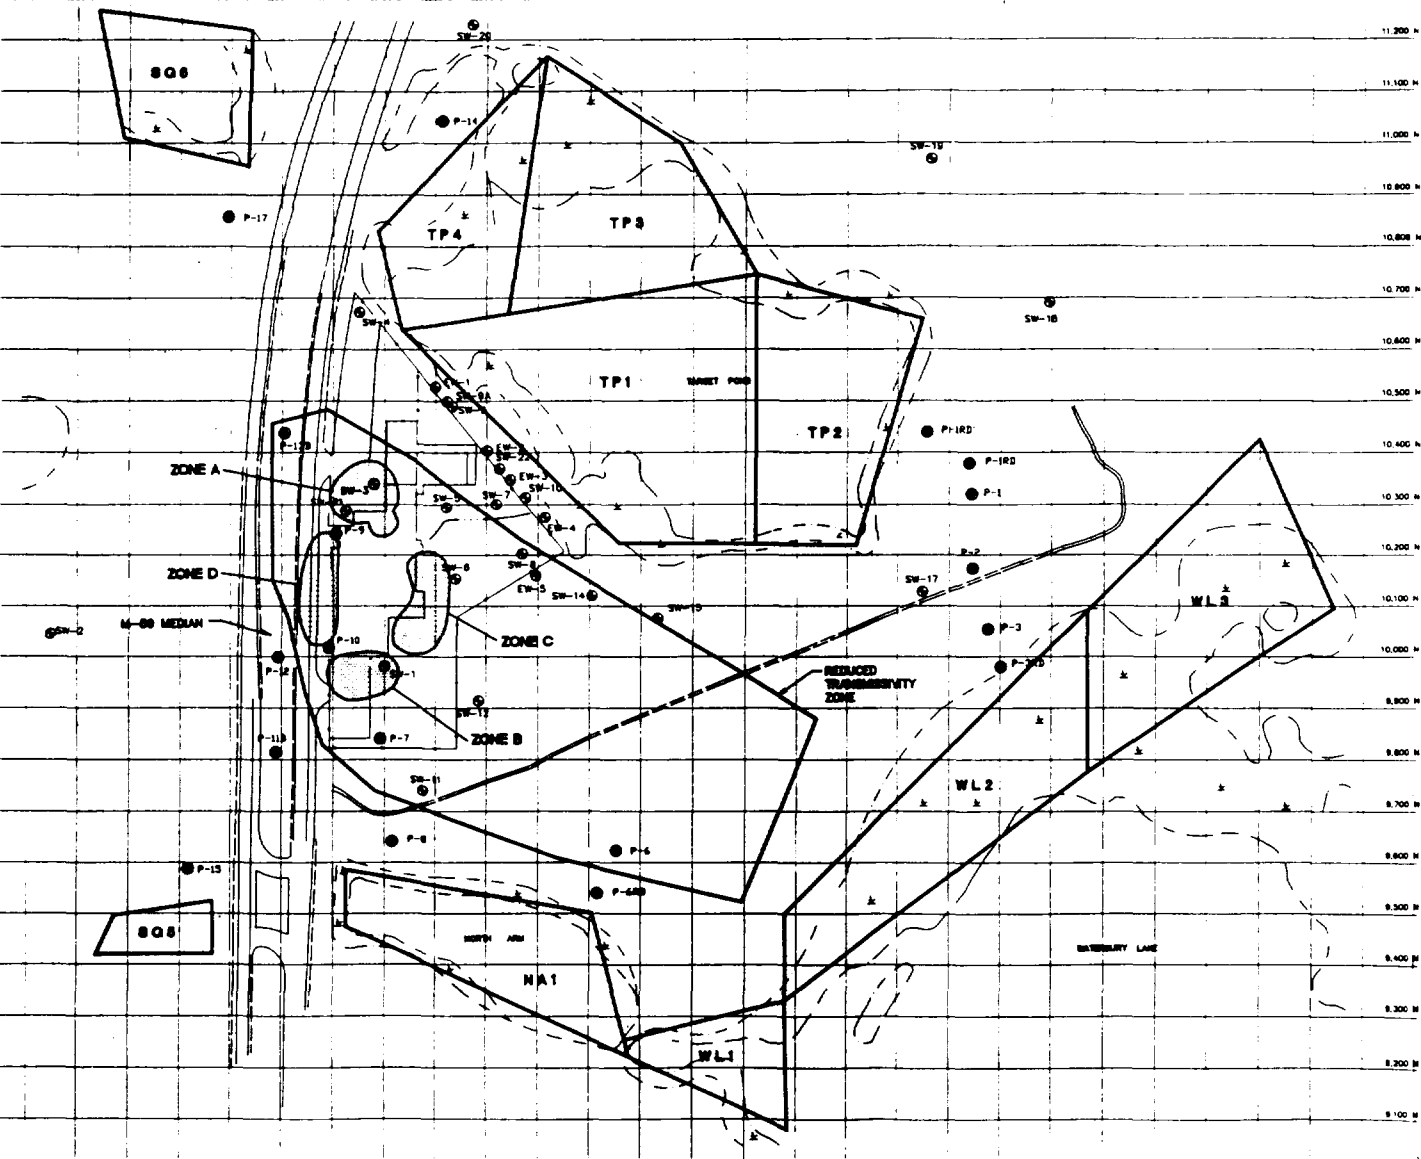 SW-20
11,200 N
SQ6
11,100 N
P-14
11,000 N
SW-19
10,900 N
P-17
TP3
TP4
10,800 N
10,700 N
SW-18
SW-4
10,600 N
TP1
TARGET POND
EW-1
SW-9A
10,500 N
TP2
P-1RD
P-17B
10,400 N
ZONE A
SW-22
P-1RD
EW-3
SW-3
SW-10
P-1
SW-5
SW-7
10,300 N
EW-4
P-9
10,200 N
P-2
SW-8
ZONE D
SW-6
EW-5
SW-17
SW-14
10,100 N
WL3
SW-15
M-59 MEDIAN
SW-2
P-3
P-10
ZONE C
10,000 N
P-12
REDUCED
TRANSMISSIVITY
ZONE
9,900 N
SW-12
P-7
ZONE B
P-11B
9,800 N
SW-11
WL2
9,700 N
P-8
P-6
9,600 N
P-15
P-6RD
9,500 N
SQ5
NORTH ARM
WATERBURY LAKE
9,400 N
NA1
9,300 N
WL1
9,200 N
9,100 N